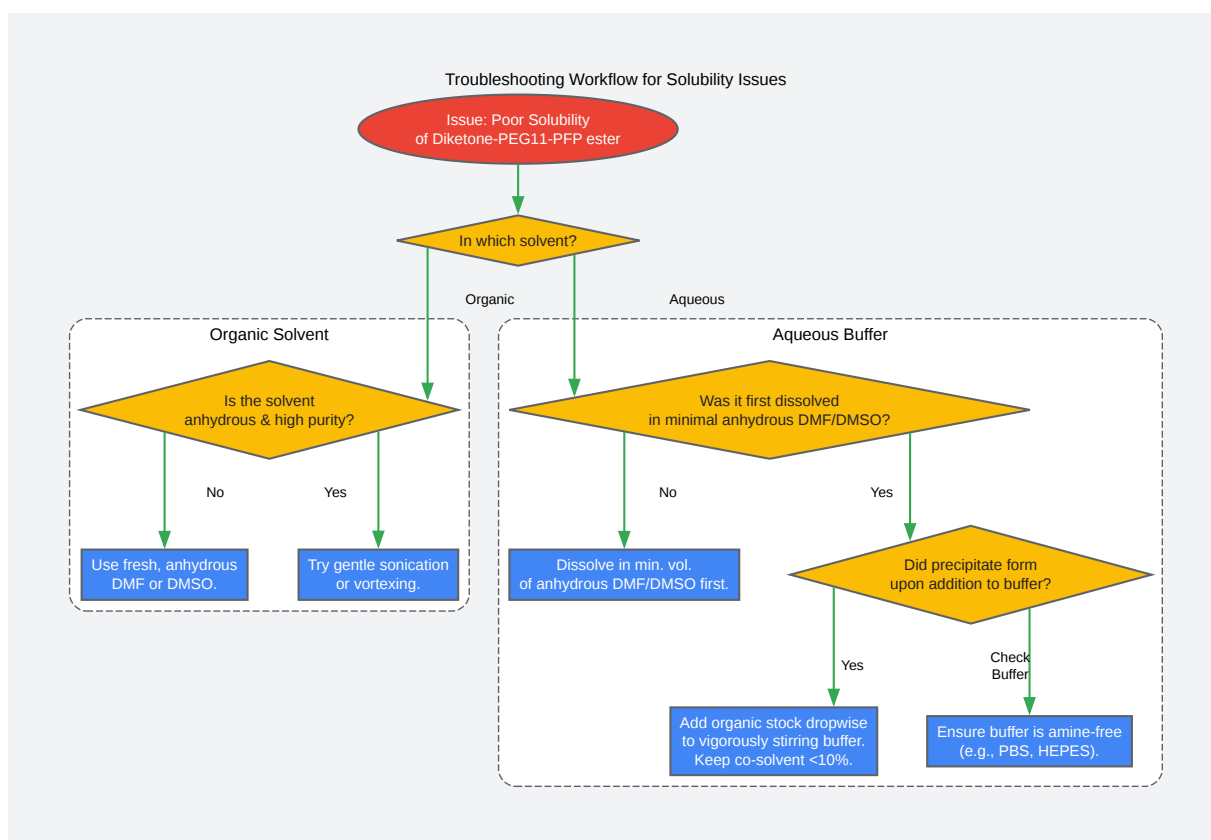 Troubleshooting Workflow for Solubility Issues
Issue: Poor Solubility
of Diketone-PEG11-PFP ester
In which solvent?
Organic
Aqueous
Organic Solvent
Is the solvent
anhydrous & high purity?
No
Yes
Use fresh, anhydrous
DMF or DMSO.
Try gentle sonication
or vortexing.
Aqueous Buffer
Was it first dissolved
in minimal anhydrous DMF/DMSO?
No
Yes
Dissolve in min. vol.
of anhydrous DMF/DMSO first.
Did precipitate form
upon addition to buffer?
Yes
Check
Buffer
Add organic stock dropwise
to vigorously stirring buffer.
Keep co-solvent <10%.
Ensure buffer is amine-free
(e.g., PBS, HEPES).